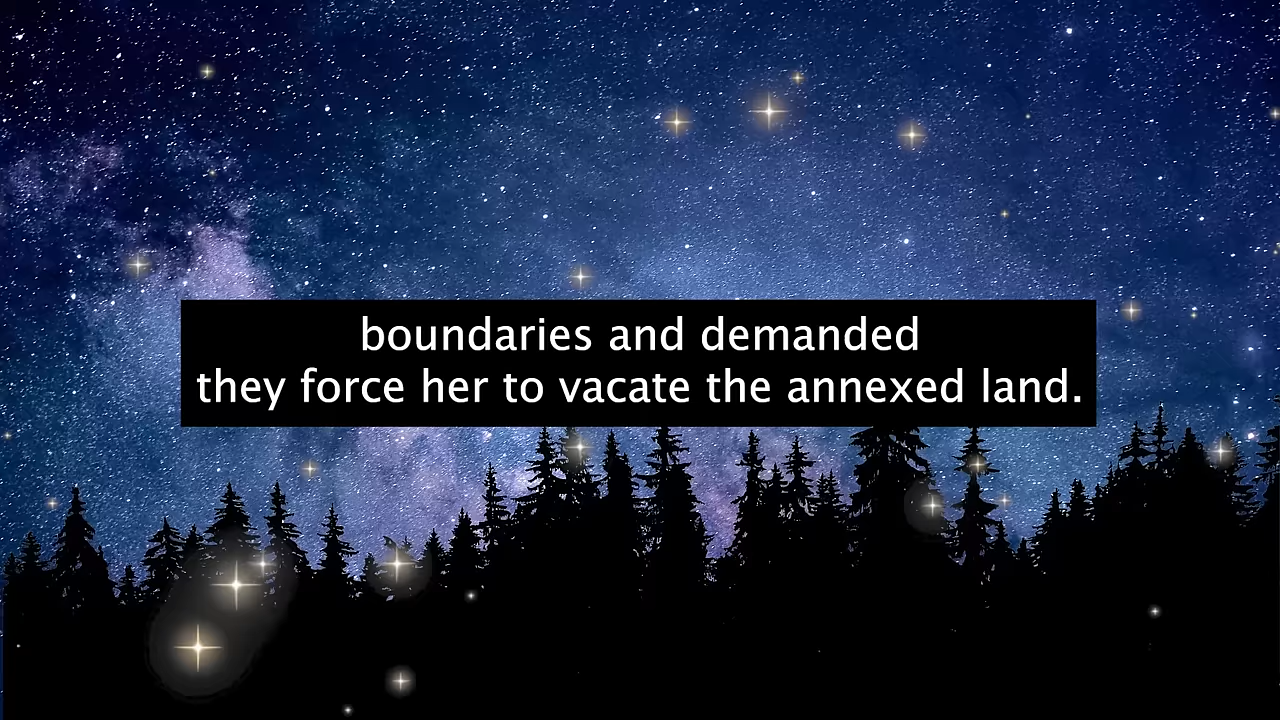 boundaries and demanded
they force her to vacate the annexed land.